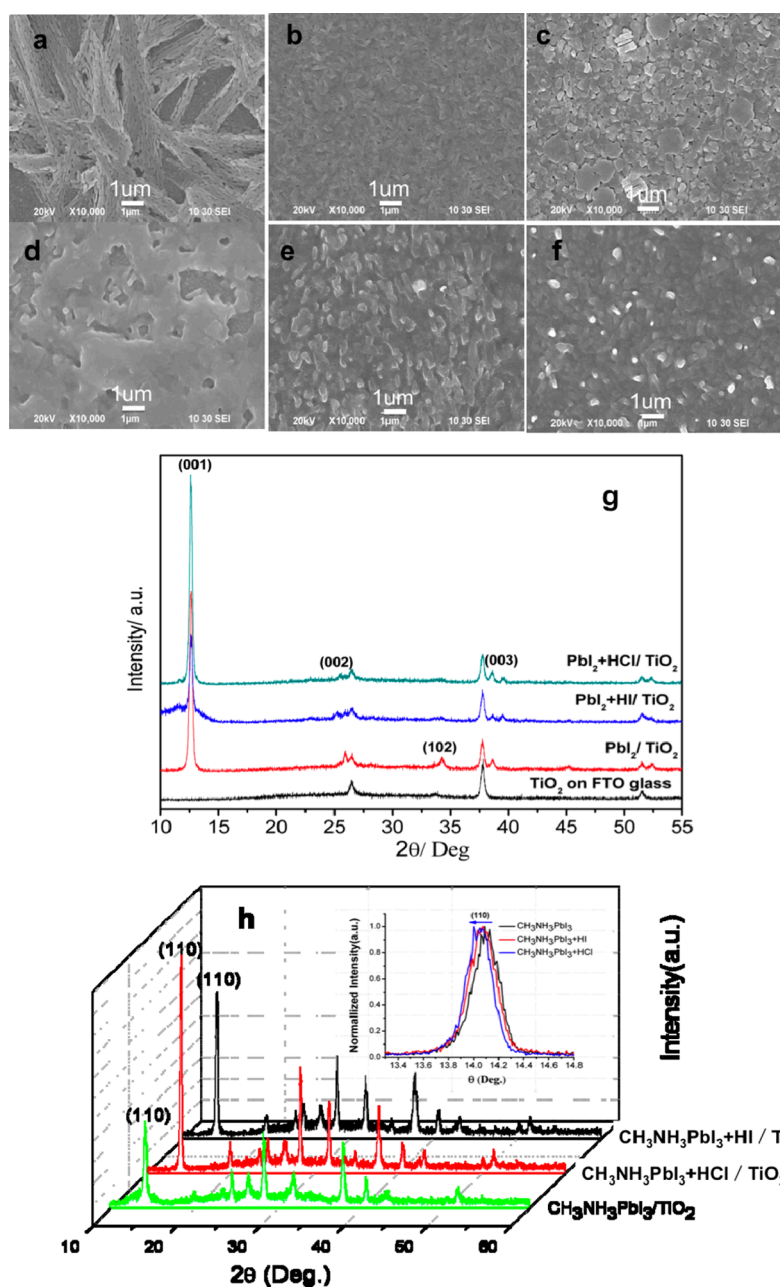 a
1um
20kV X10,000 1µm 10 30 SEI
b
1um
20kV X10,000 1µm 10 30 SEI
c
1um
20kV X10,000 1µm 10 30 SEI
d
1um
20kV X10,000 1µm 10 30 SEI
e
1um
20kV X10,000 1µm 10 30 SEI
f
1um
20kV X10,000 1µm 10 30 SEI
(001)
g
Intensity/ a.u.
(002)
(003)
PbI₂+HCl/ TiO₂
PbI₂+HI/ TiO₂
(102)
PbI₂/ TiO₂
TiO₂ on FTO glass
10 15 20 25 30 35 40 45 50 55
2θ/ Deg
h
(110)
(110)
(110)
Intensity(a.u.)
(110)
CH₃NH₃PbI₃
CH₃NH₃PbI₃+HI
CH₃NH₃PbI₃+HCl
Normallized Intensity(a.u.)
1.0
0.8
0.6
0.4
0.2
0.0
13.4 13.6 13.8 14.0 14.2 14.4 14.6 14.8
θ (Deg.)
CH₃NH₃PbI₃+HI / T
CH₃NH₃PbI₃+HCl / TiO
CH₃NH₃PbI₃/TiO₂
10 20 30 40 50 60
2θ (Deg.)